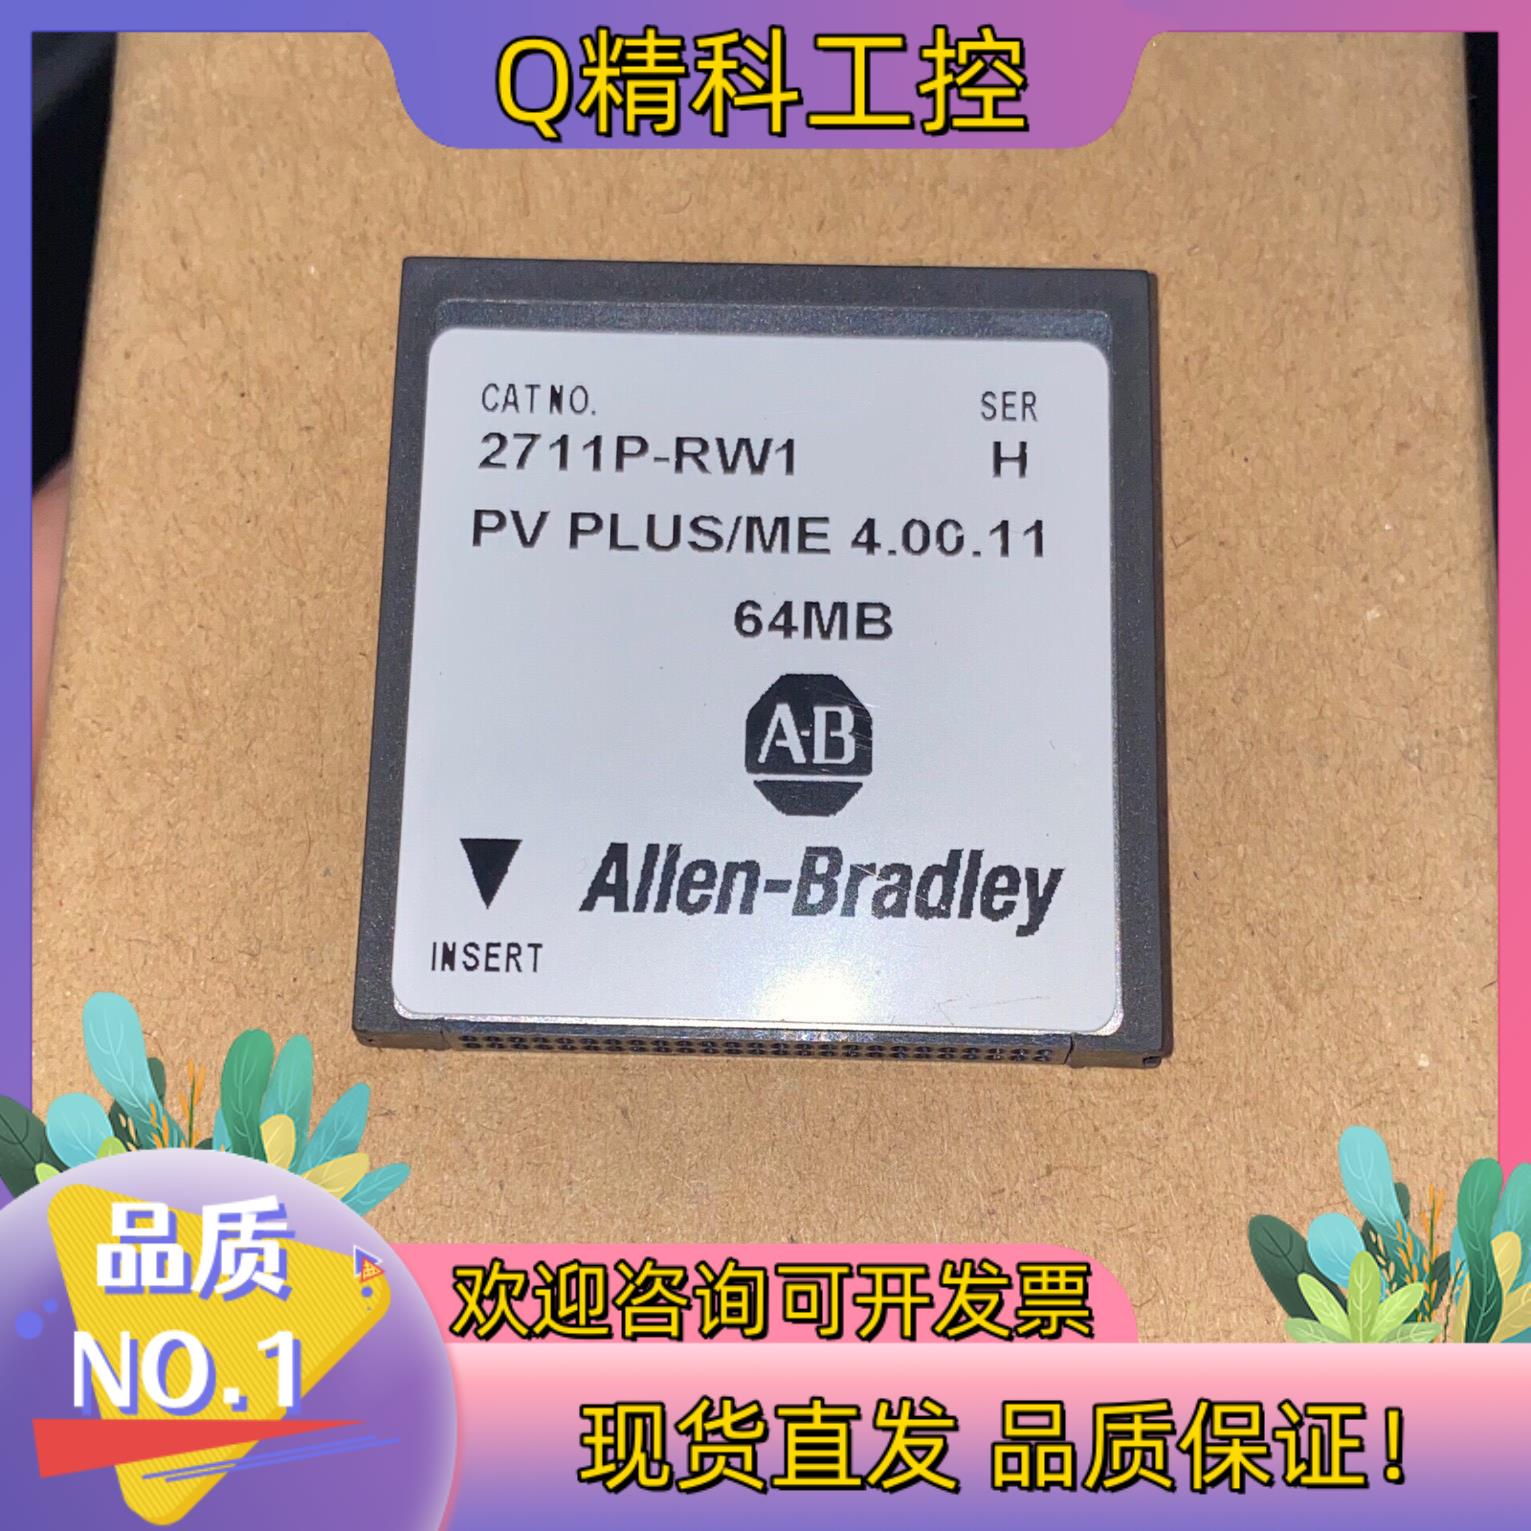 Q精科工控
CAT NO.
SER
2711P-RW1
H
PV PLUS/ME 4.00.11
64MB
A-B
Allen-Bradley
INSERT
品质
NO.1
欢迎咨询可开发票
现货直发 品质保证!